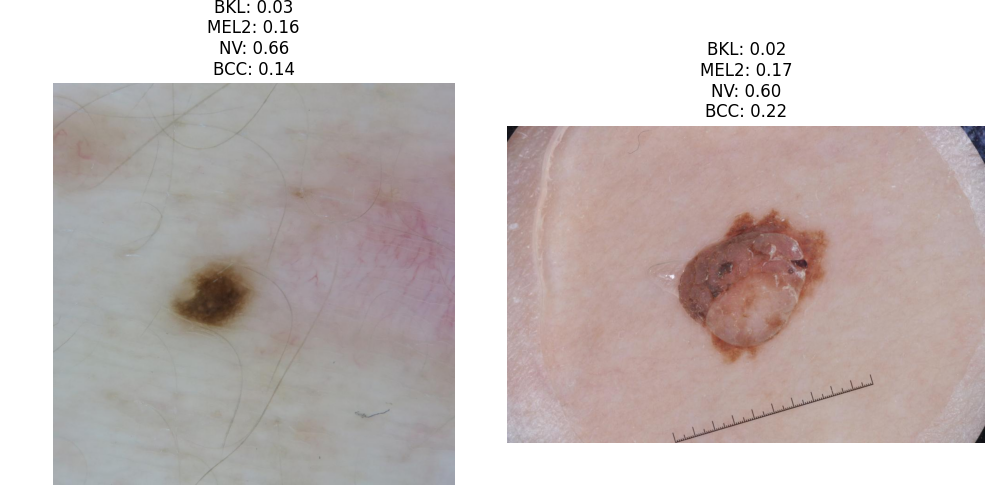 BKL: 0.03
MEL2: 0.16
NV: 0.66
BCC: 0.14
BKL: 0.02
MEL2: 0.17
NV: 0.60
BCC: 0.22